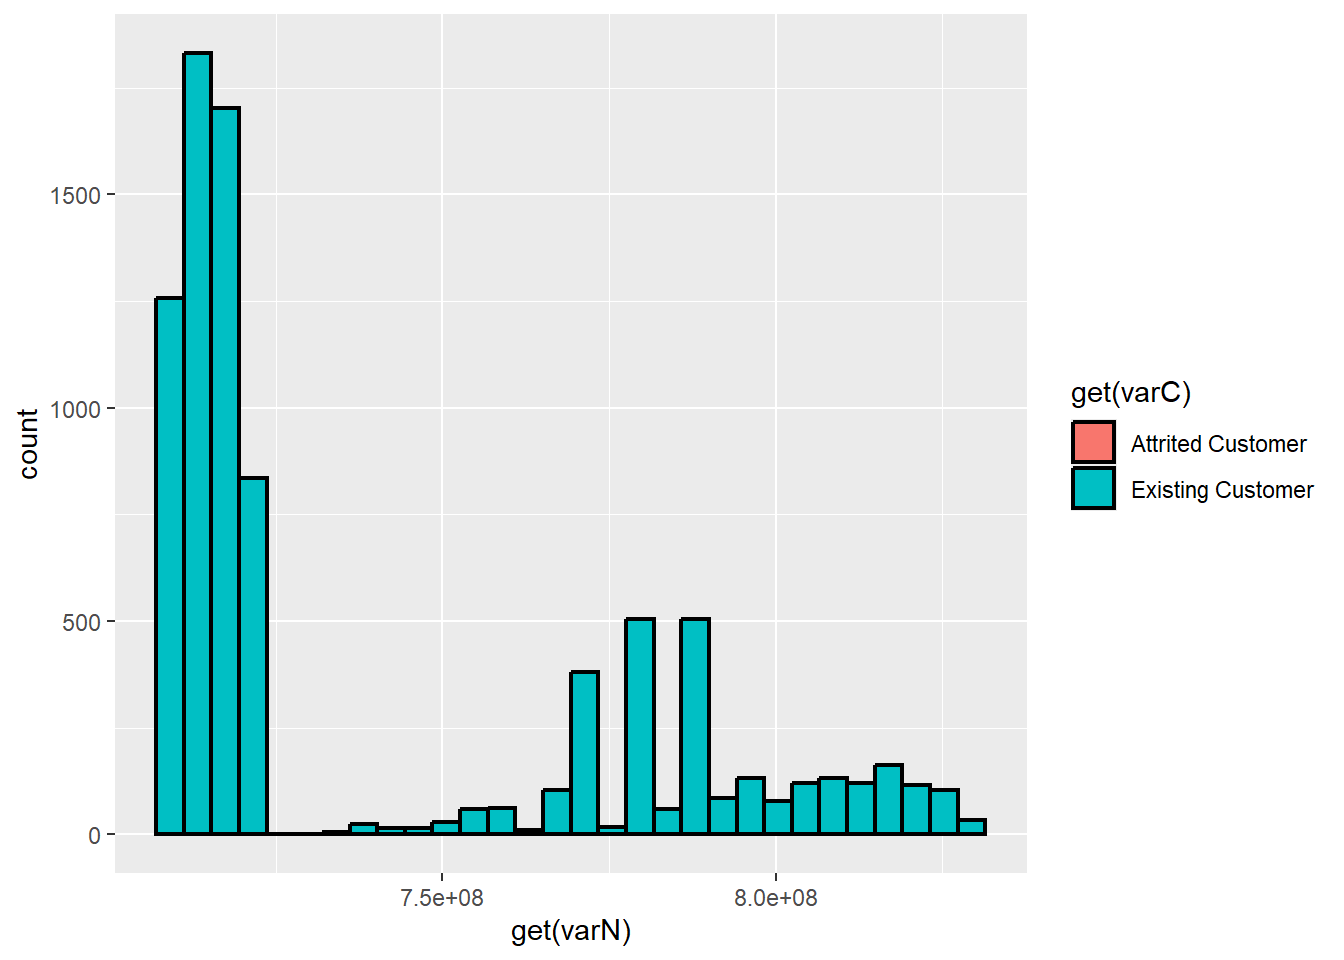 1500
1000
500
0
count
7.5e+08
8.0e+08
get(varN)
get(varC)
Attrited Customer
Existing Customer